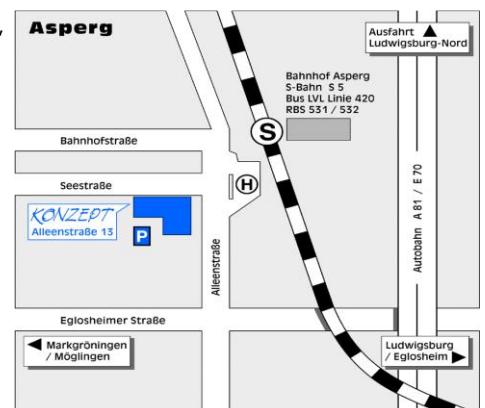 Asperg
Ausfahrt
Ludwigsburg-Nord
Bahnhof Asperg
S-Bahn S 5
Bus LVL Linie 420
RBS 531 / 532
S
Bahnhofstraße
Seestraße
H
KONZEPT
Alleenstraße 13
P
Alleenstraße
Autobahn A 81 / E 70
Eglosheimer Straße
Markgröningen
/ Möglingen
Ludwigsburg
/ Eglosheim